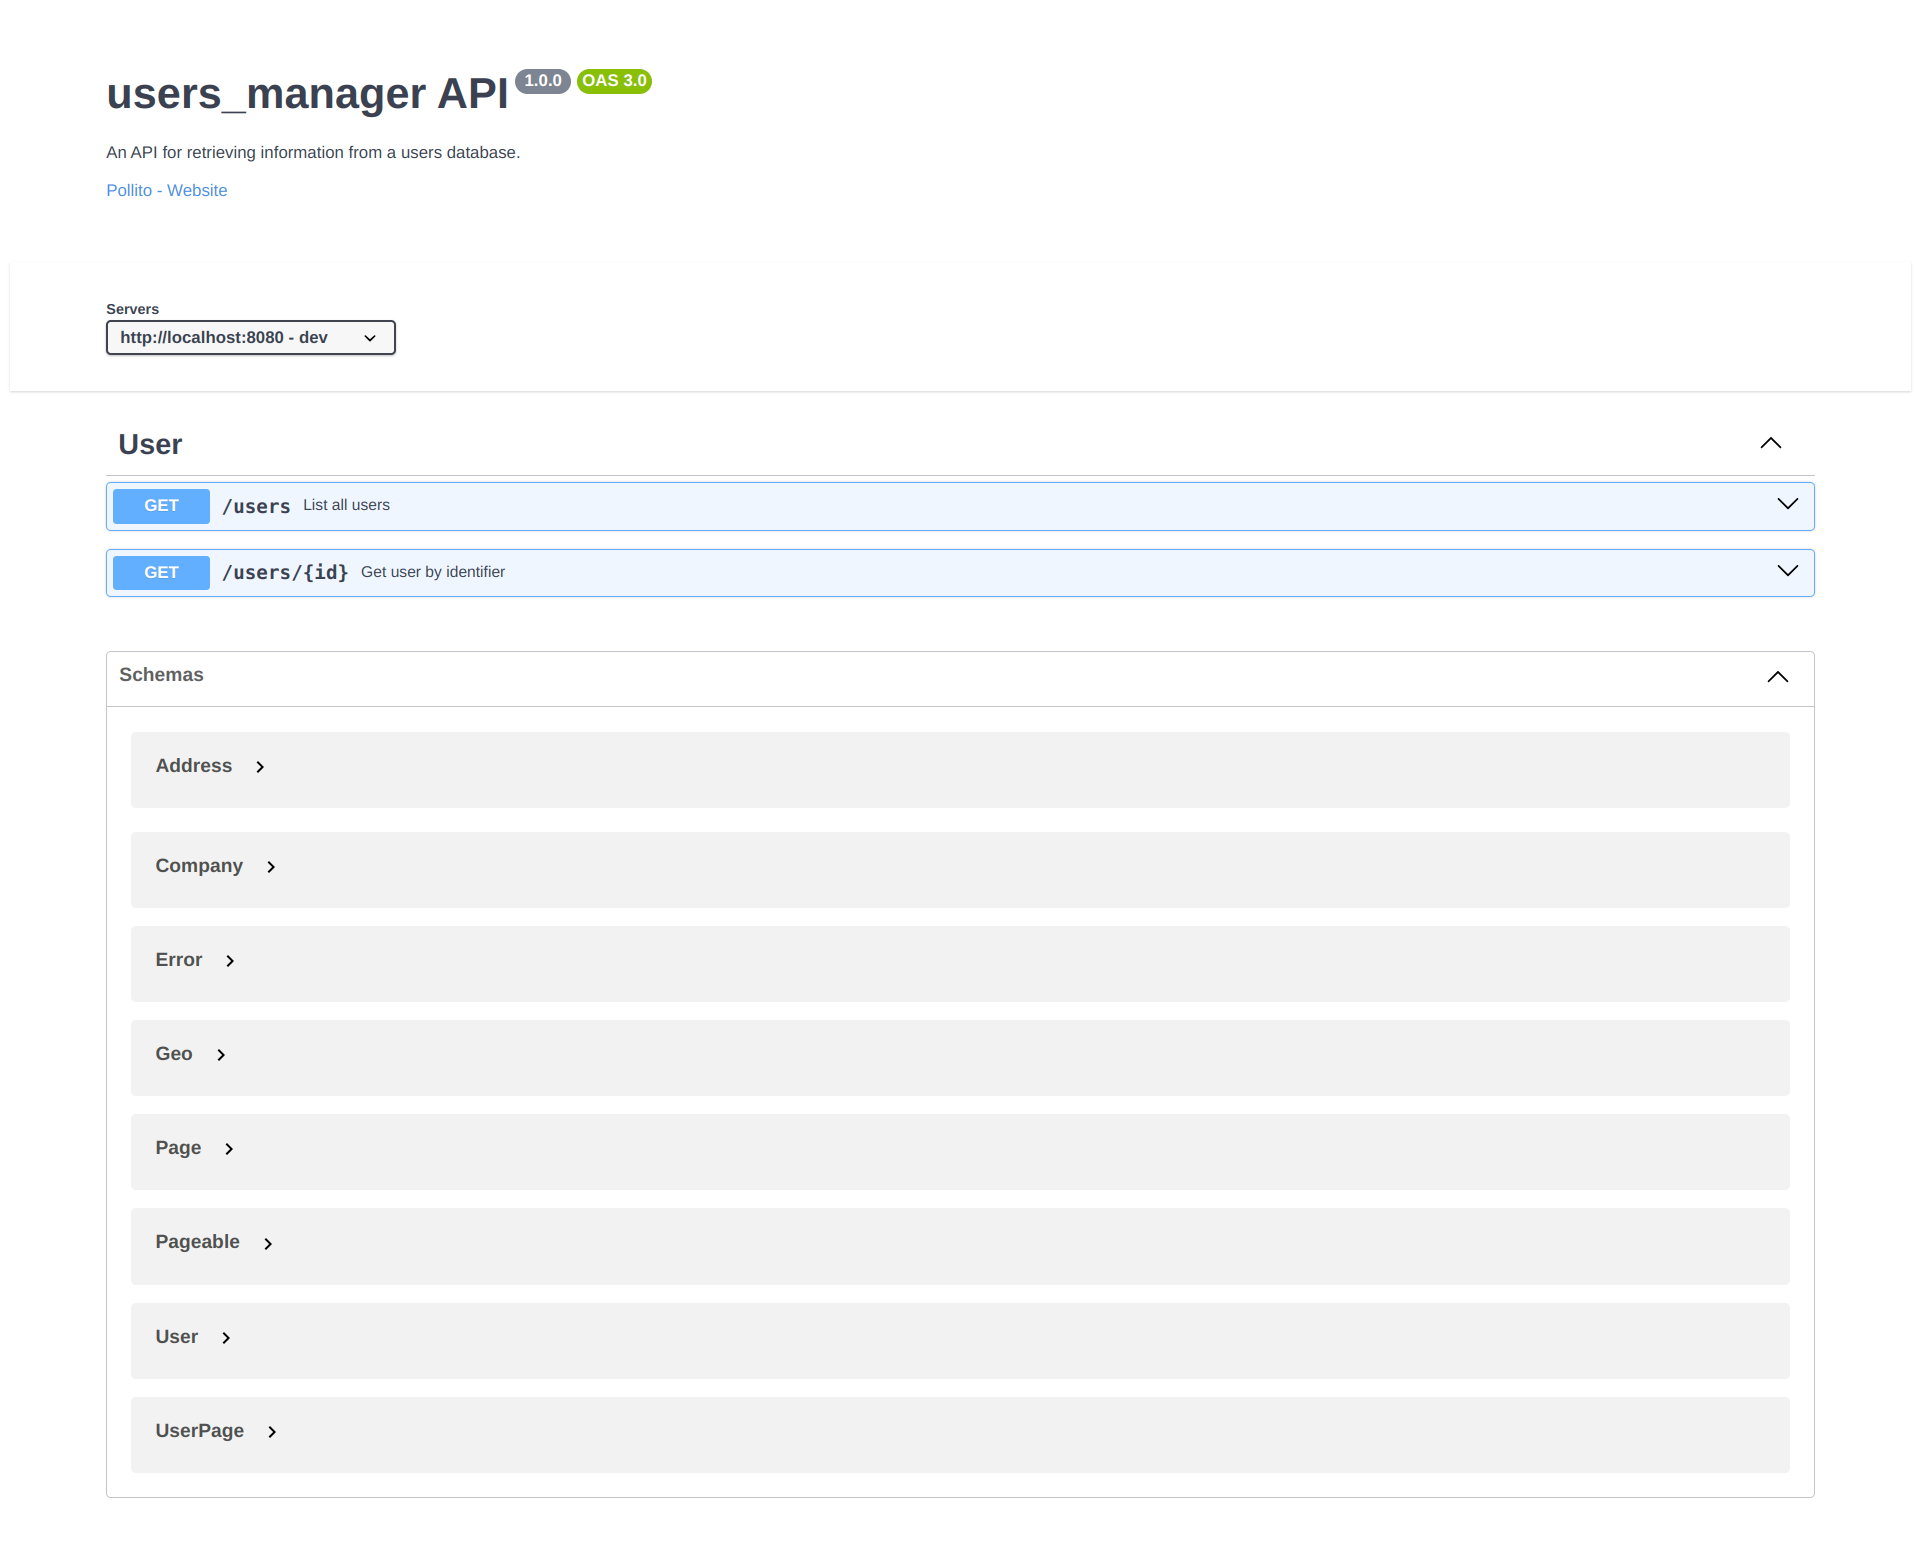 users_manager API 1.0.0 OAS 3.0
An API for retrieving information from a users database.
Pollito - Website
Servers
http://localhost:8080 - dev
User
GET /users List all users
GET /users/{id} Get user by identifier
Schemas
Address
Company
Error
Geo
Page
Pageable
User
UserPage